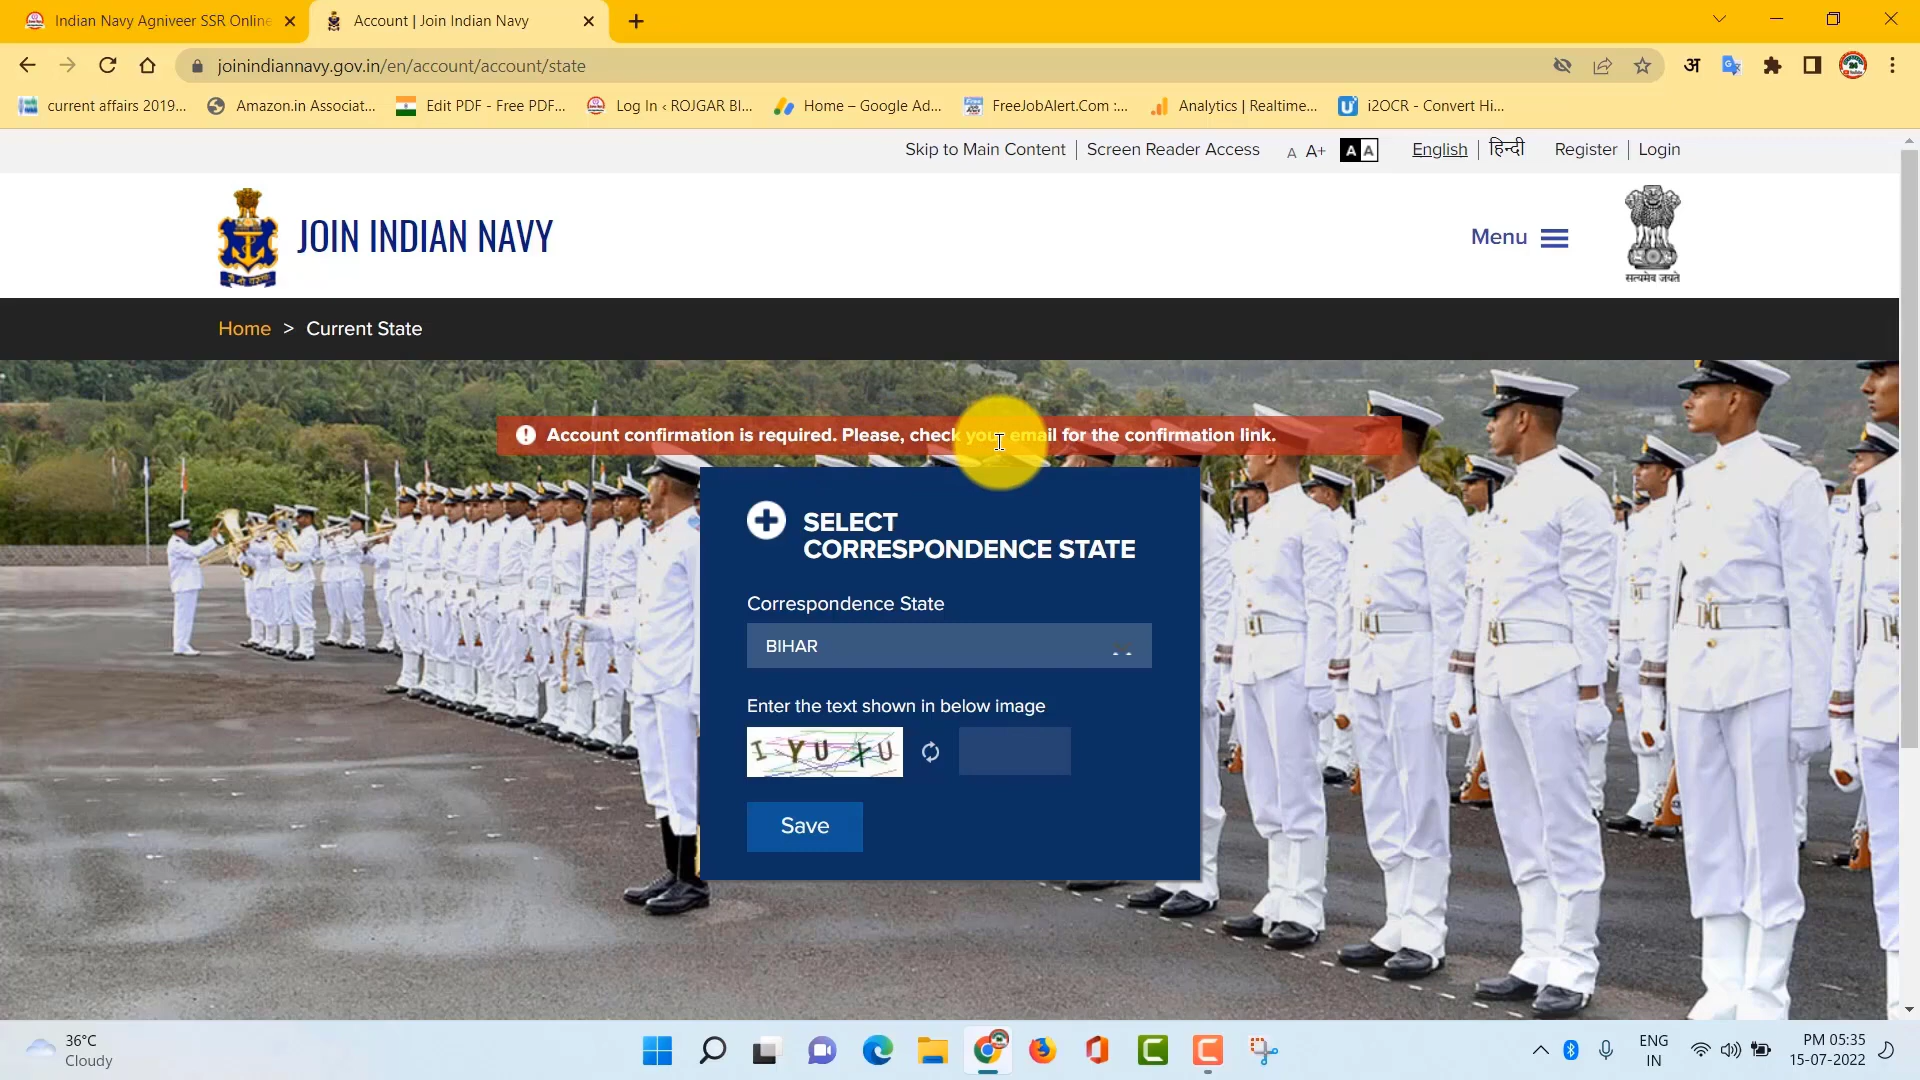 Indian Navy Agniveer SSR Online
Account | Join Indian Navy
joinindiannavy.gov.in/en/account/account/state
अ
current affairs 2019...
Amazon.in Associat...
Edit PDF - Free PDF...
Log In ‹ ROJGAR BI...
Home – Google Ad...
FreeJobAlert.Com :...
Analytics | Realtime...
i2OCR - Convert Hi...
Skip to Main Content
Screen Reader Access
A A+
A A
English
हिन्दी
Register
Login
JOIN INDIAN NAVY
Menu
सत्यमेव जयते
Home > Current State
Account confirmation is required. Please, check your email for the confirmation link.
SELECT
CORRESPONDENCE STATE
Correspondence State
BIHAR
Enter the text shown in below image
I Y U X U
Save
36°C
Cloudy
ENG
IN
PM 05:35
15-07-2022